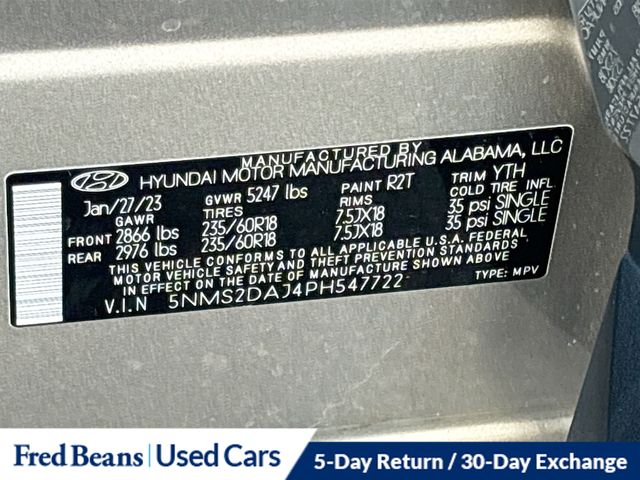 MANUFACTURED BY
HYUNDAI MOTOR MANUFACTURING ALABAMA, LLC
Jan/27/23 GVWR 5247 lbs PAINT R2T TRIM YTH
GAWR TIRES RIMS COLD TIRE INFL.
FRONT 2866 lbs 235/60R18 7.5JX18 35 psi SINGLE
REAR 2976 lbs 235/60R18 7.5JX18 35 psi SINGLE
THIS VEHICLE CONFORMS TO ALL APPLICABLE U.S.A. FEDERAL
MOTOR VEHICLE SAFETY AND THEFT PREVENTION STANDARDS
IN EFFECT ON THE DATE OF MANUFACTURE SHOWN ABOVE.
V.I.N 5NMS2DAJ4PH547722 TYPE: MPV
Fred Beans | Used Cars
5-Day Return / 30-Day Exchange